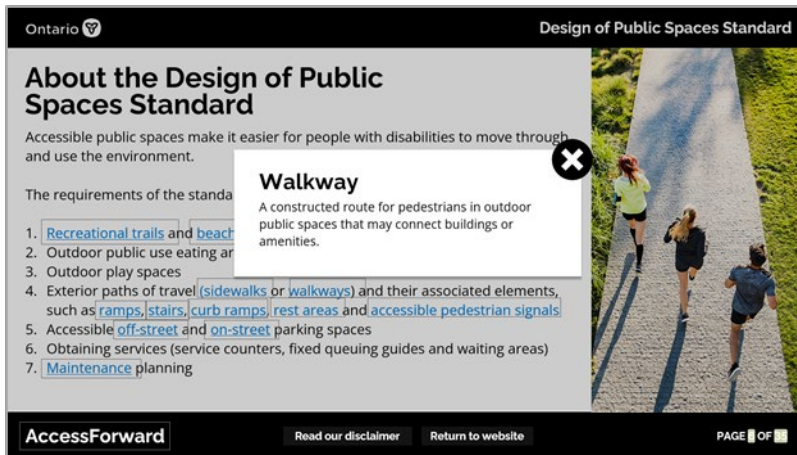 Ontario
Design of Public Spaces Standard
About the Design of Public
Spaces Standard
Accessible public spaces make it easier for people with disabilities to move through
and use the environment.
The requirements of the standa
Walkway
A constructed route for pedestrians in outdoor
public spaces that may connect buildings or
amenities.
1. Recreational trails and beach
2. Outdoor public use eating ar
3. Outdoor play spaces
4. Exterior paths of travel (sidewalks or walkways) and their associated elements,
such as ramps, stairs, curb ramps, rest areas and accessible pedestrian signals
5. Accessible off-street and on-street parking spaces
6. Obtaining services (service counters, fixed queuing guides and waiting areas)
7. Maintenance planning
AccessForward
Read our disclaimer
Return to website
PAGE 6 OF 35